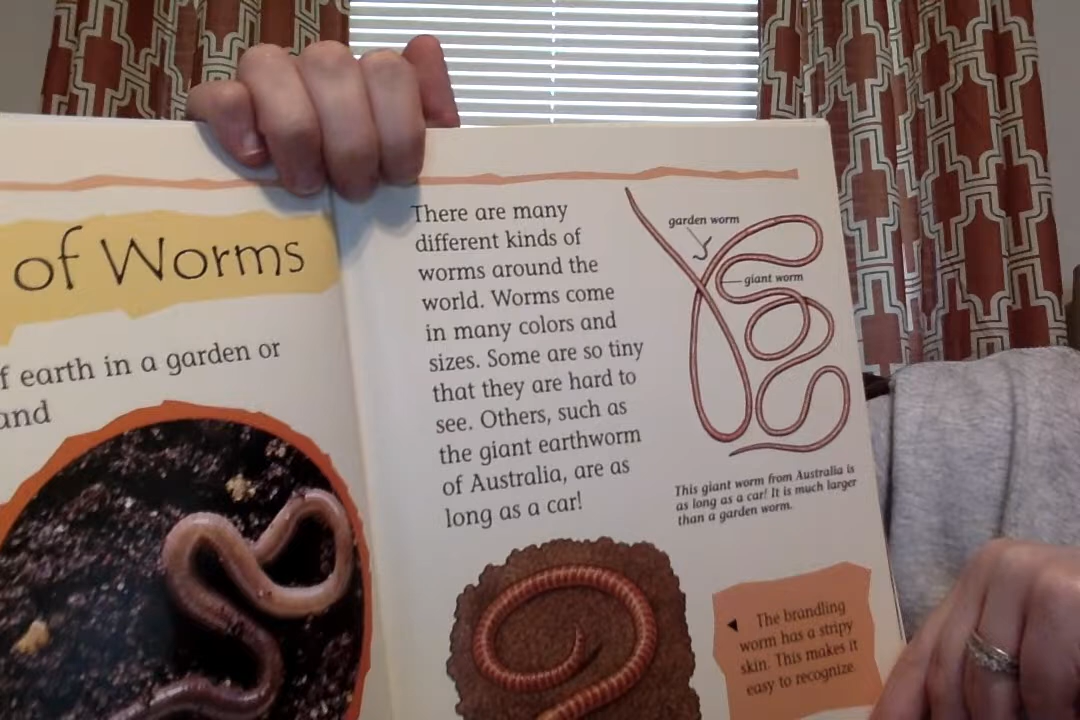 of Worms
f earth in a garden or
and
There are many
different kinds of
worms around the
world. Worms come
in many colors and
sizes. Some are so tiny
that they are hard to
see. Others, such as
the giant earthworm
of Australia, are as
long as a car!
garden worm
giant worm
This giant worm from Australia is
as long as a car! It is much larger
than a garden worm.
The brandling
worm has a stripy
skin. This makes it
easy to recognize.